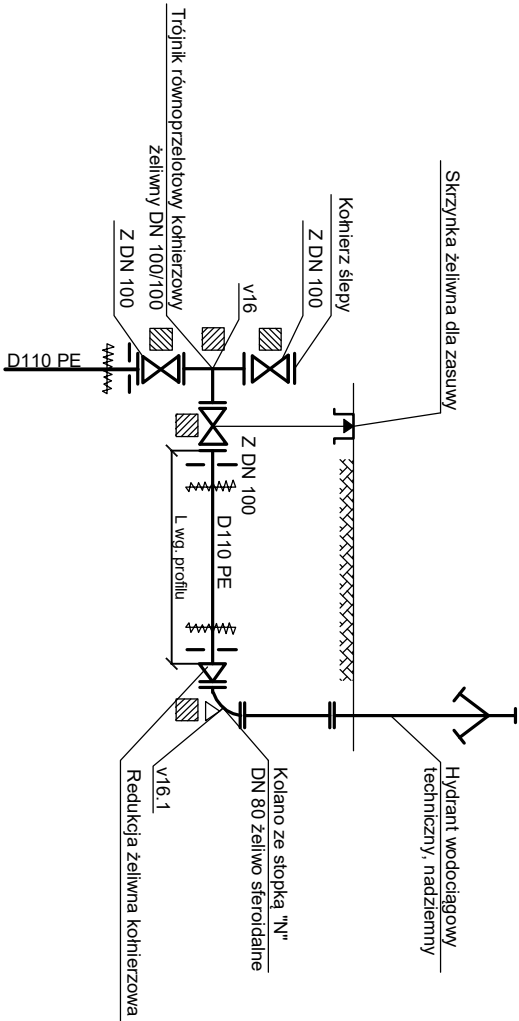 Skrzynka żeliwna dla zasuwy
Kołnierz ślepy
Z DN 100
v16
Trójnik równoprzelotowy kołnierzowy
żeliwny DN 100/100
Z DN 100
D110 PE
Z DN 100
D110 PE
L wg. profilu
Hydrant wodociągowy
techniczny, nadziemny
Kolano ze stopką "N"
DN 80 żeliwo sferoidalne
v16.1
Redukcja żeliwna kołnierzowa